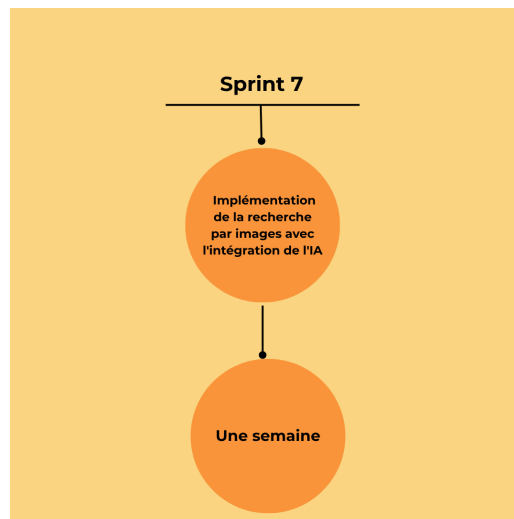 Sprint 7
Implémentation
de la recherche
par images avec
l'intégration de l'IA
Une semaine